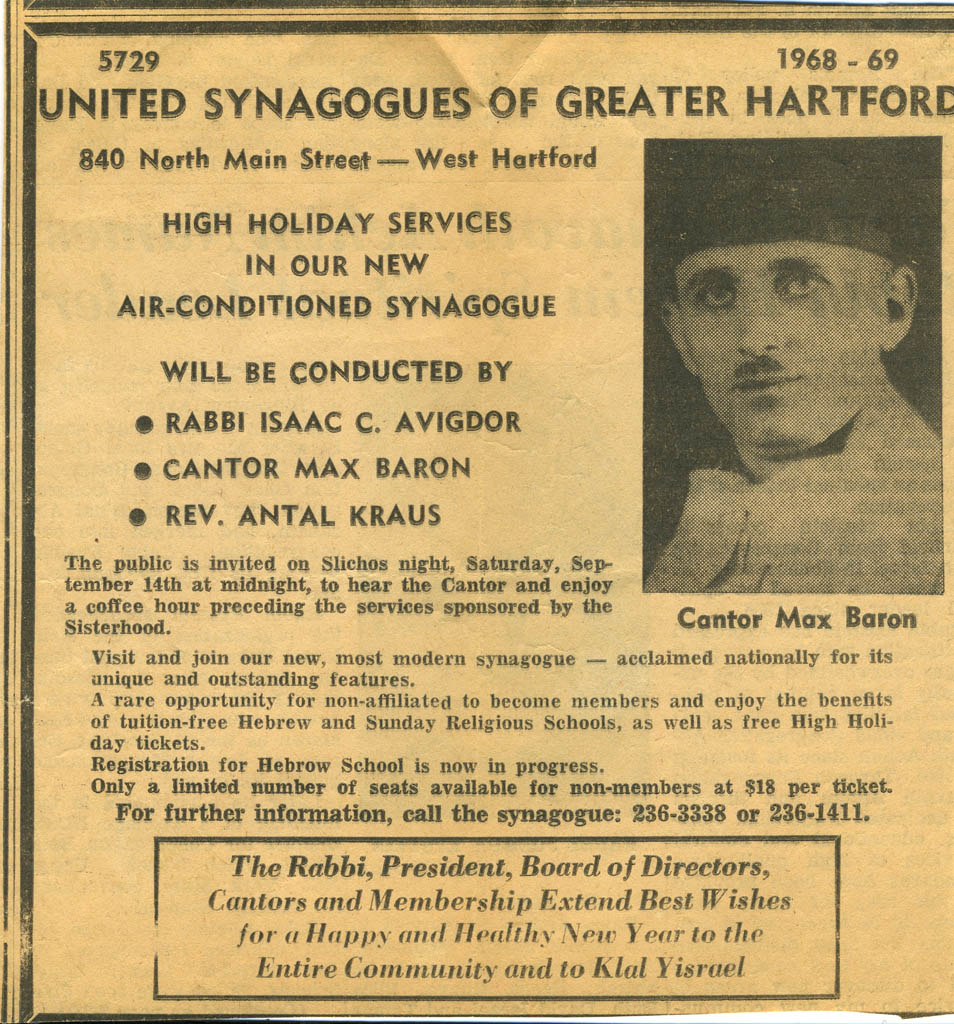 5729
1968 - 69
UNITED SYNAGOGUES OF GREATER HARTFORD
840 North Main Street — West Hartford
HIGH HOLIDAY SERVICES
IN OUR NEW
AIR-CONDITIONED SYNAGOGUE
WILL BE CONDUCTED BY
● RABBI ISAAC C. AVIGDOR
● CANTOR MAX BARON
● REV. ANTAL KRAUS
The public is invited on Slichos night, Saturday, Sep-
tember 14th at midnight, to hear the Cantor and enjoy
a coffee hour preceding the services sponsored by the
Sisterhood.
Cantor Max Baron
Visit and join our new, most modern synagogue — acclaimed nationally for its
unique and outstanding features.
A rare opportunity for non-affiliated to become members and enjoy the benefits
of tuition-free Hebrew and Sunday Religious Schools, as well as free High Holi-
day tickets.
Registration for Hebrow School is now in progress.
Only a limited number of seats available for non-members at $18 per ticket.
For further information, call the synagogue: 236-3338 or 236-1411.
The Rabbi, President, Board of Directors,
Cantors and Membership Extend Best Wishes
for a Happy and Healthy New Year to the
Entire Community and to Klal Yisrael